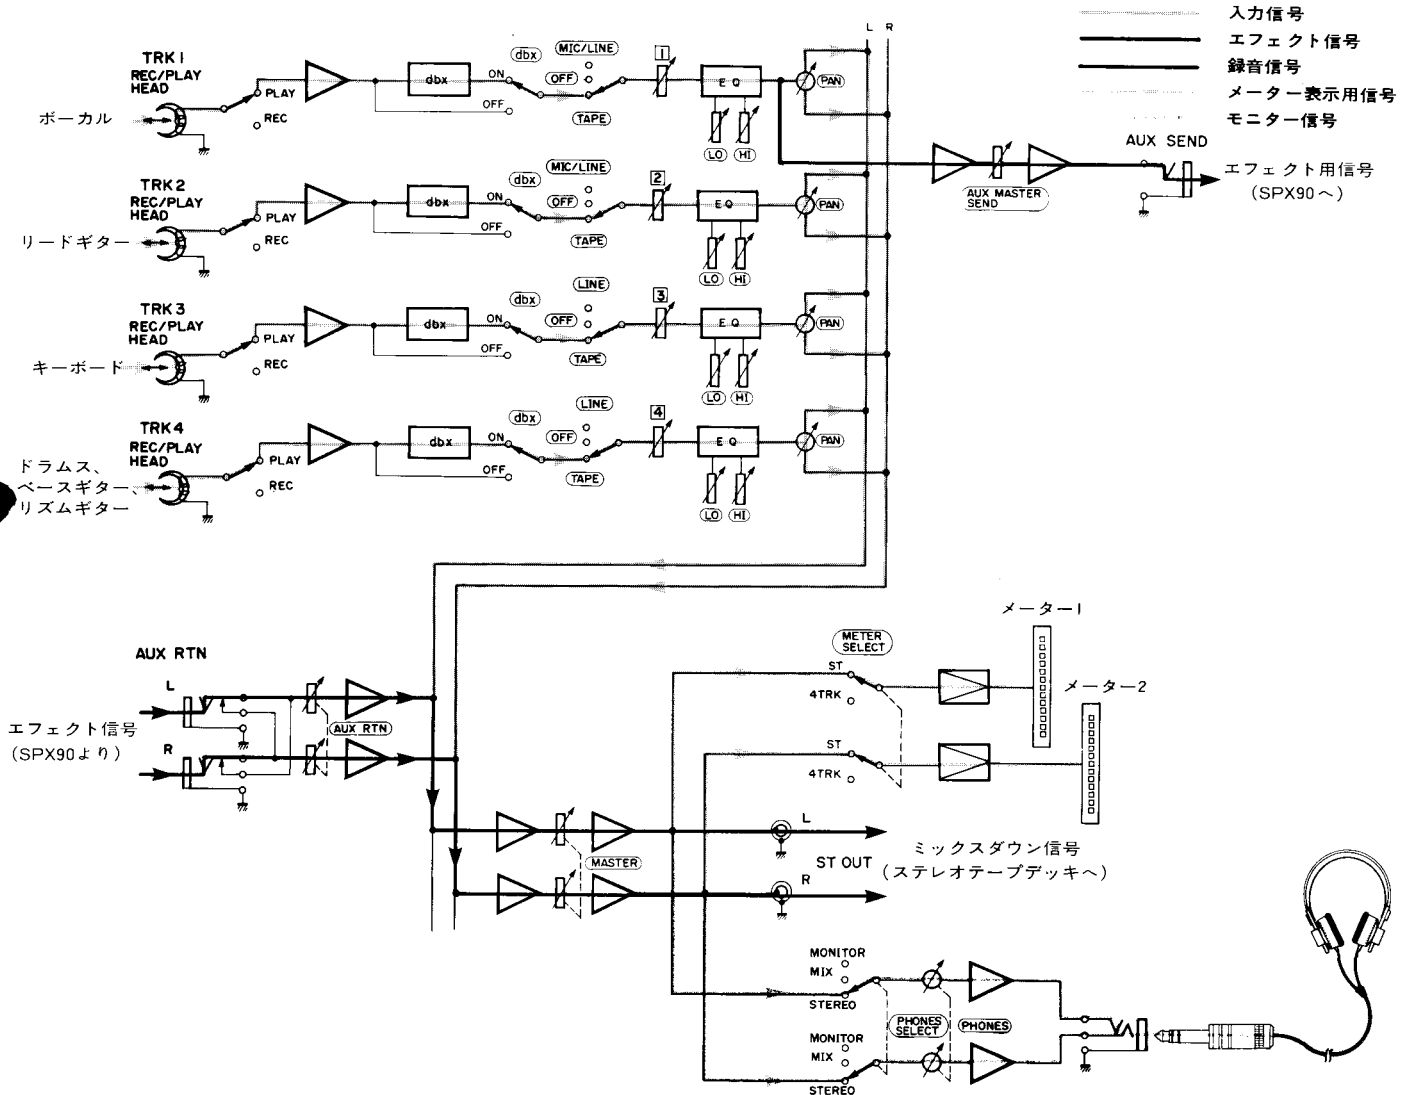 L R
入力信号
エフェクト信号
録音信号
メーター表示用信号
モニター信号
TRK 1
REC/PLAY
HEAD
ボーカル
PLAY
REC
dbx
ON
OFF
dbx
MIC/LINE
OFF
TAPE
1
E Q
LO HI
PAN
AUX MASTER
SEND
AUX SEND
エフェクト用信号
(SPX90へ)
TRK 2
REC/PLAY
HEAD
リードギター
PLAY
REC
dbx
ON
OFF
dbx
MIC/LINE
OFF
TAPE
2
E Q
LO HI
PAN
TRK 3
REC/PLAY
HEAD
キーボード
PLAY
REC
dbx
ON
OFF
dbx
LINE
OFF
TAPE
3
E Q
LO HI
PAN
TRK 4
REC/PLAY
HEAD
ドラムス、
ベースギター、
リズムギター
PLAY
REC
dbx
ON
OFF
dbx
LINE
OFF
TAPE
4
E Q
LO HI
PAN
AUX RTN
L
R
エフェクト信号
(SPX90より)
AUX RTN
MASTER
METER
SELECT
ST
4TRK
ST
4TRK
メーター1
メーター2
L
ST OUT
R
ミックスダウン信号
(ステレオテープデッキへ)
MONITOR
MIX
STEREO
MONITOR
MIX
STEREO
PHONES
SELECT
PHONES